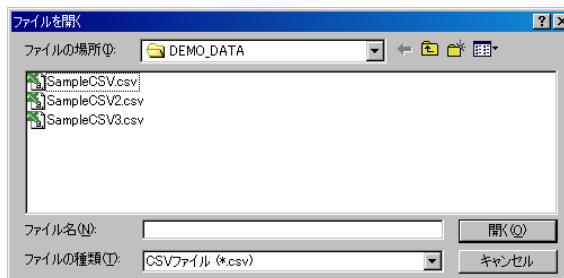 ファイルを開く
ファイルの場所(I): DEMO_DATA
SampleCSV.csv
SampleCSV2.csv
SampleCSV3.csv
ファイル名(N): 開く(O)
ファイルの種類(T): CSVファイル (*.csv) キャンセル